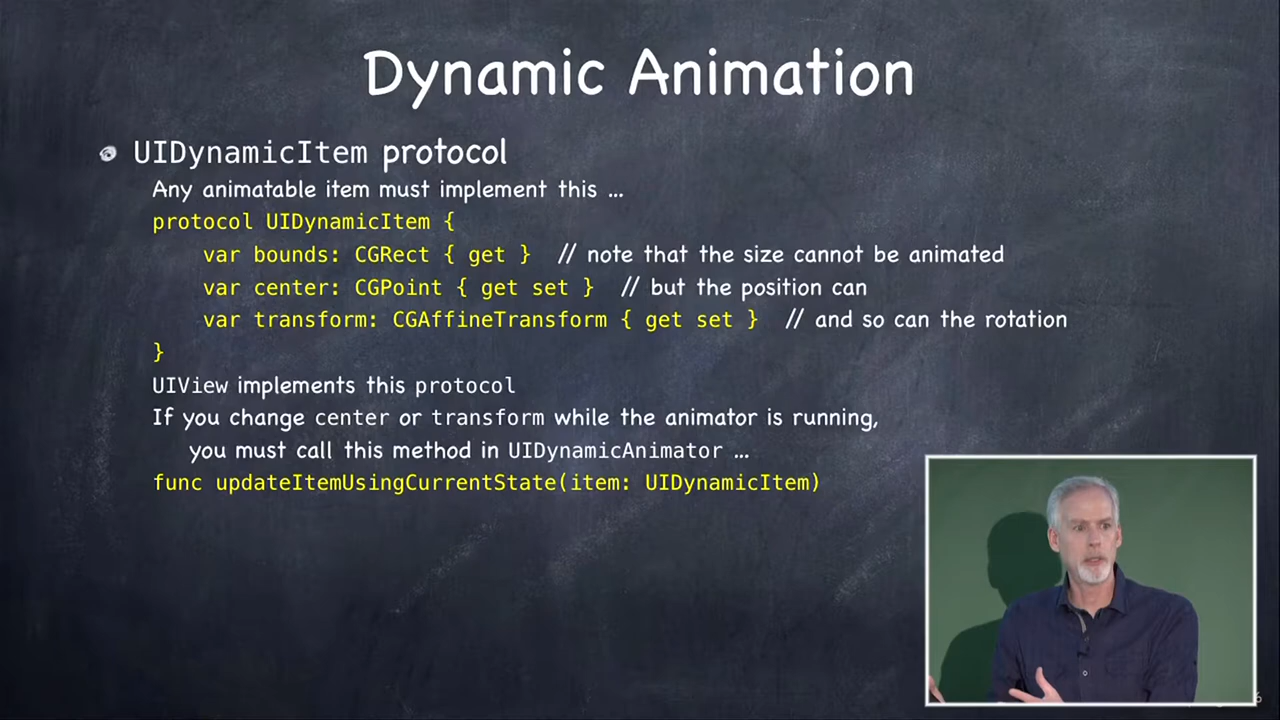 Dynamic Animation
UIDynamicItem protocol
Any animatable item must implement this ...
protocol UIDynamicItem {
var bounds: CGRect { get } // note that the size cannot be animated
var center: CGPoint { get set } // but the position can
var transform: CGAffineTransform { get set } // and so can the rotation
}
UIView implements this protocol
If you change center or transform while the animator is running,
you must call this method in UIDynamicAnimator ...
func updateItemUsingCurrentState(item: UIDynamicItem)